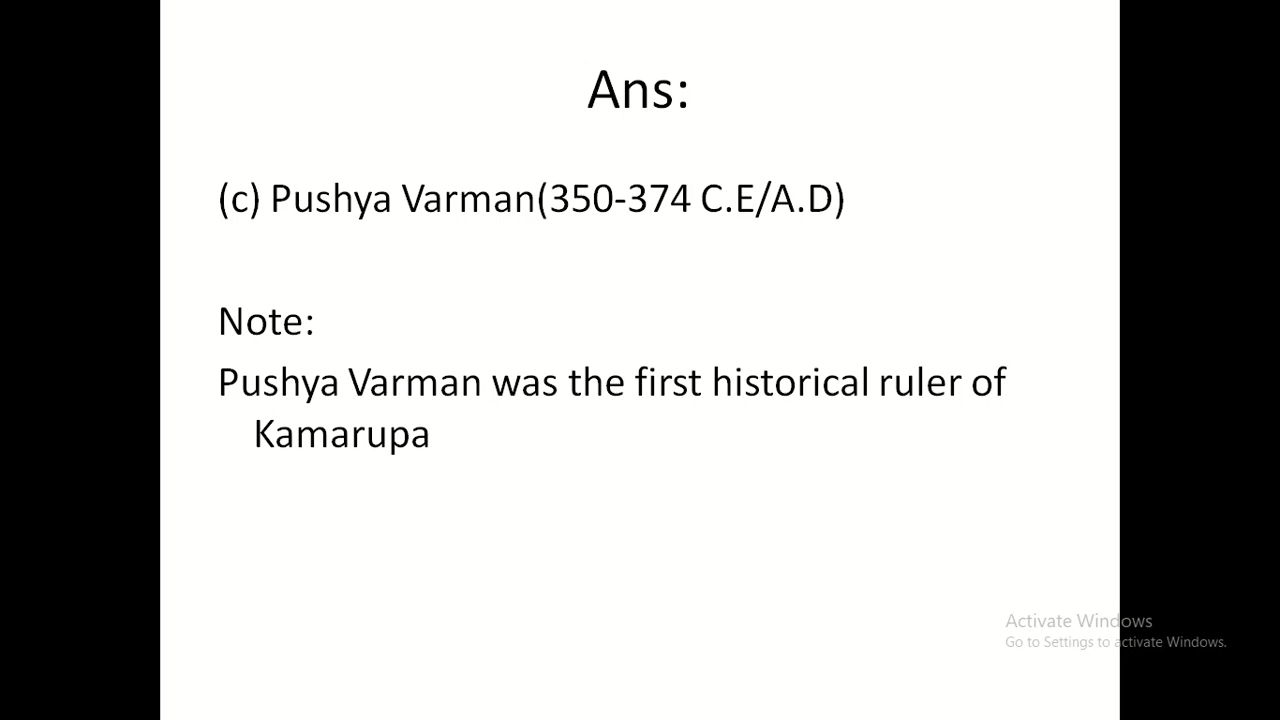 Ans:
(c) Pushya Varman(350-374 C.E/A.D)
Note:
Pushya Varman was the first historical ruler of
Kamarupa
Activate Windows
Go to Settings to activate Windows.